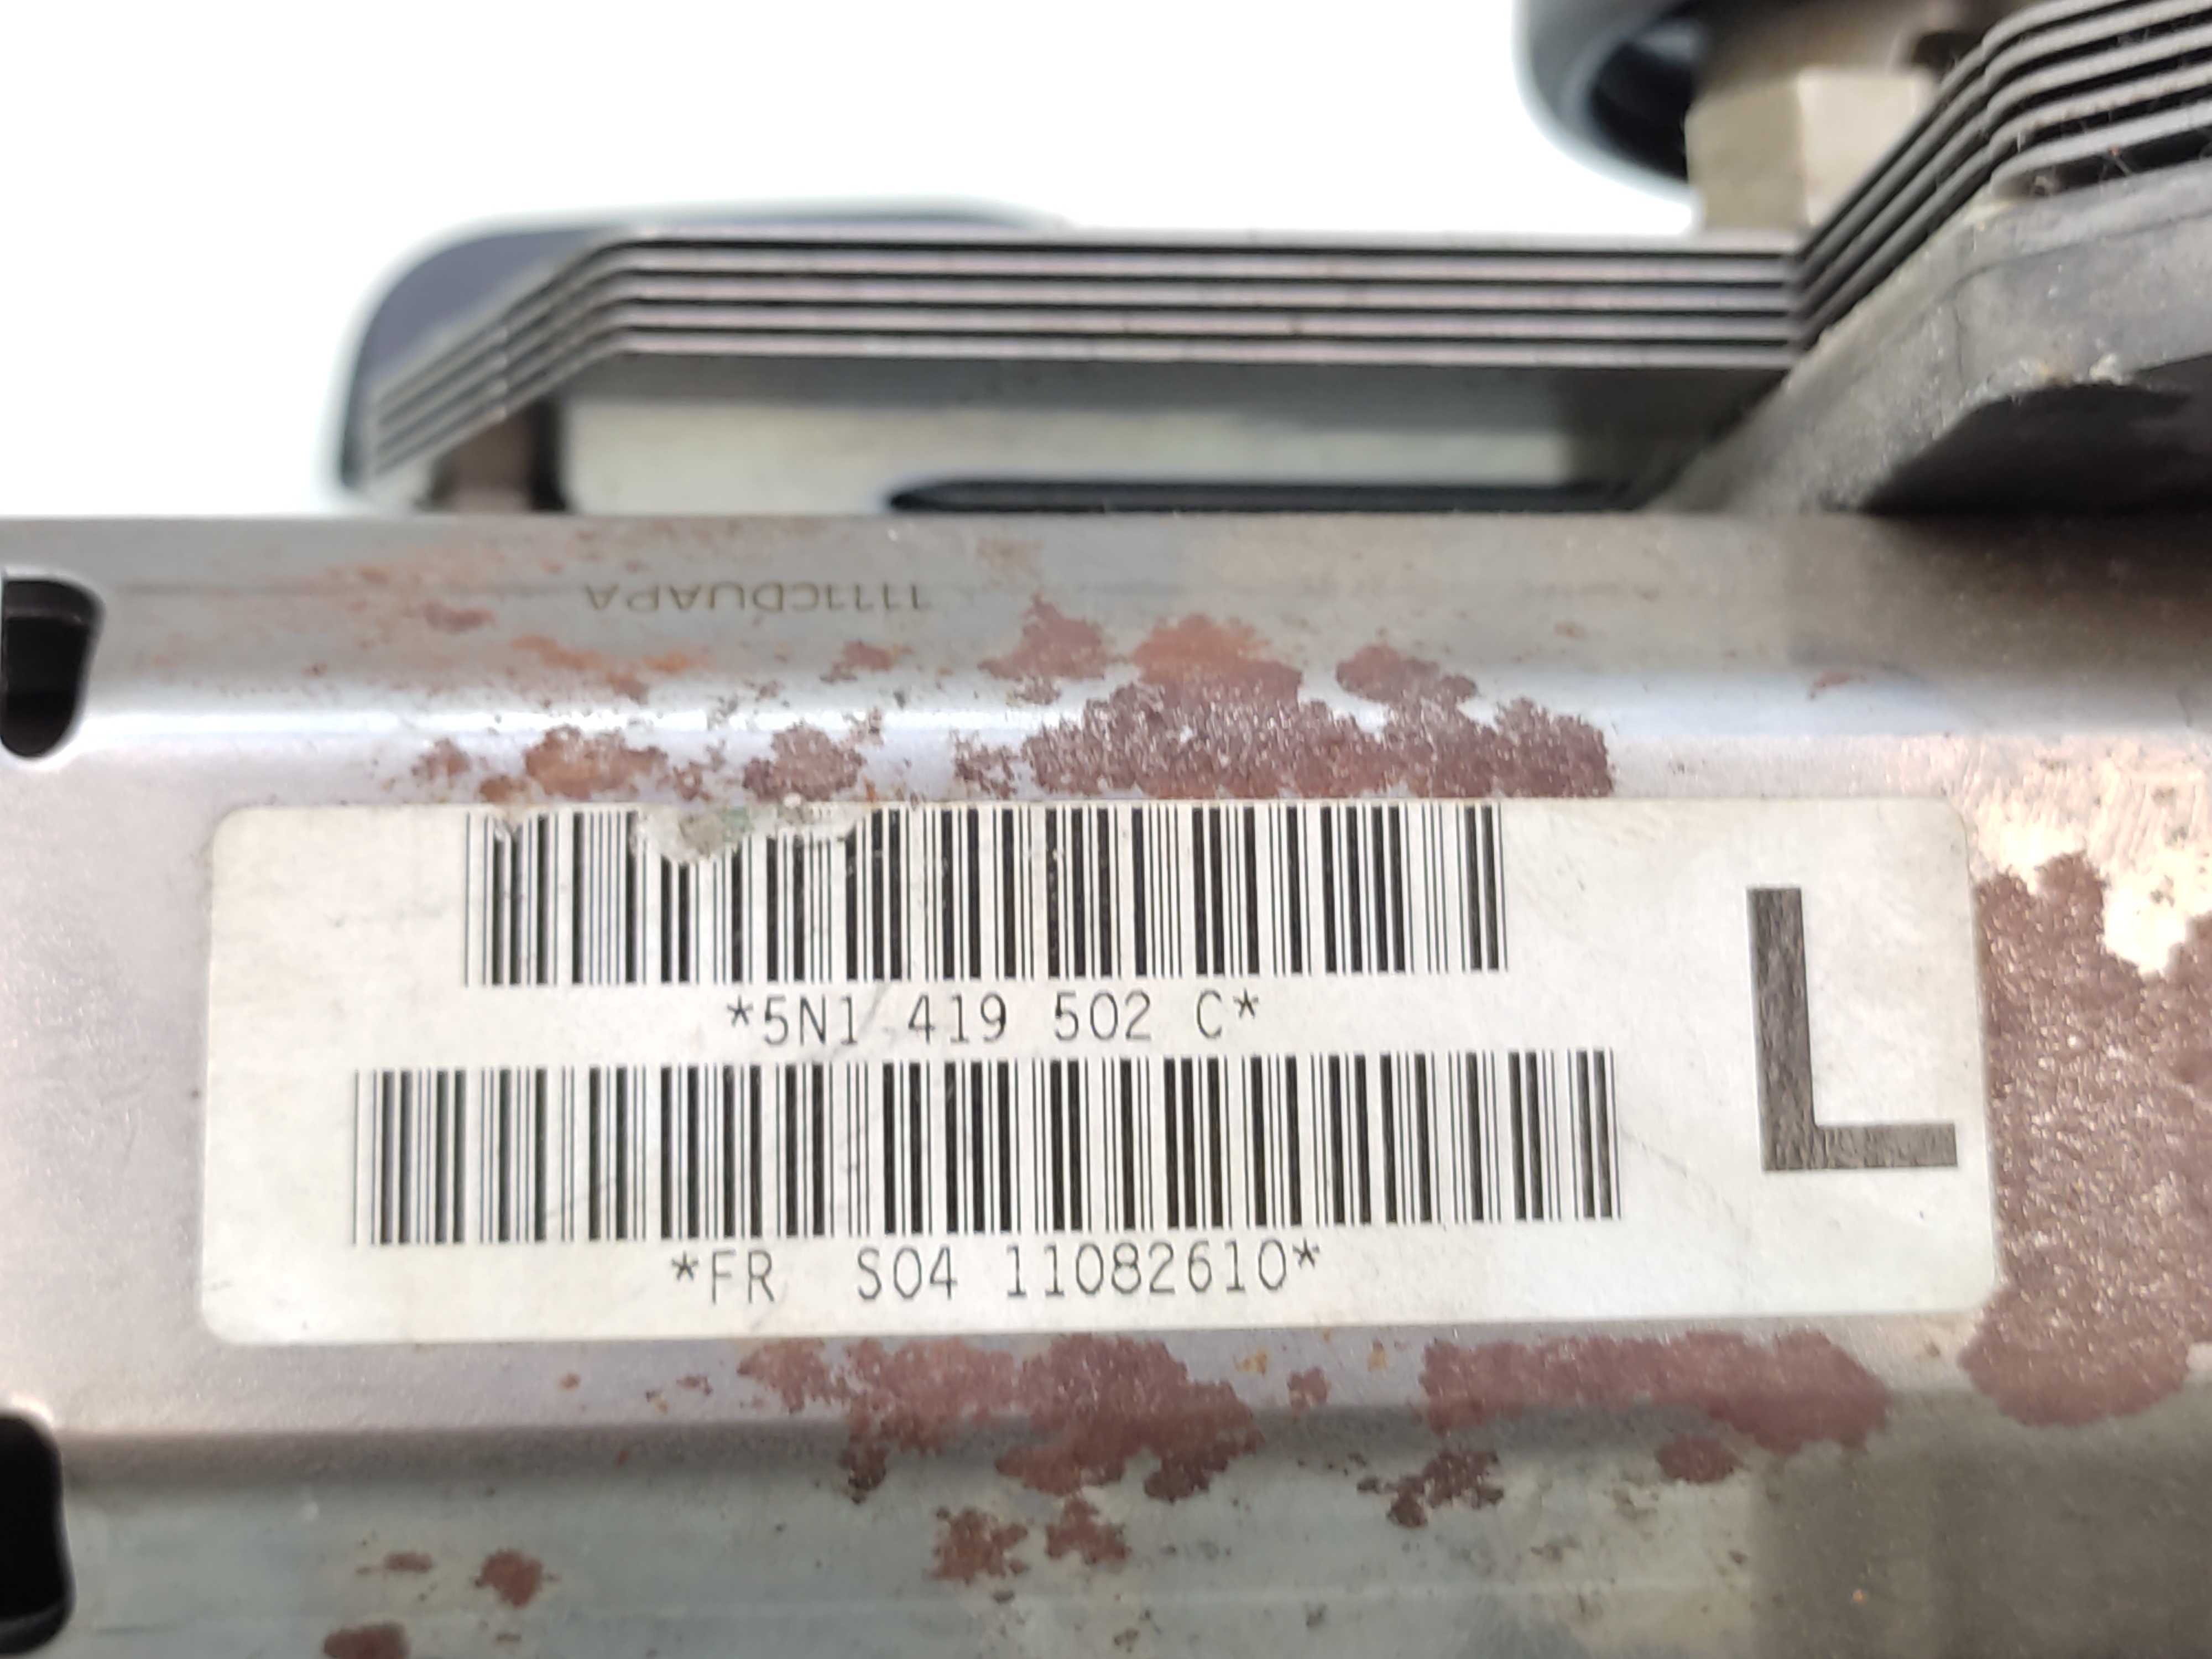 1111CDUAPA
*5N1 419 502 C*
L
*FR S04 11082610*